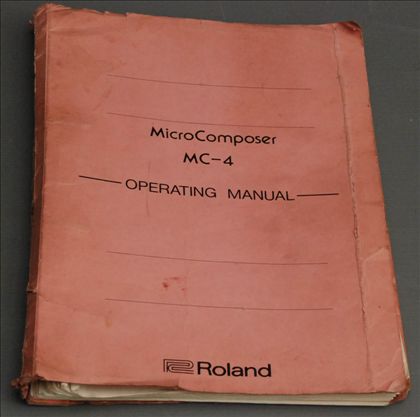 MicroComposer
MC-4
OPERATING MANUAL
Roland